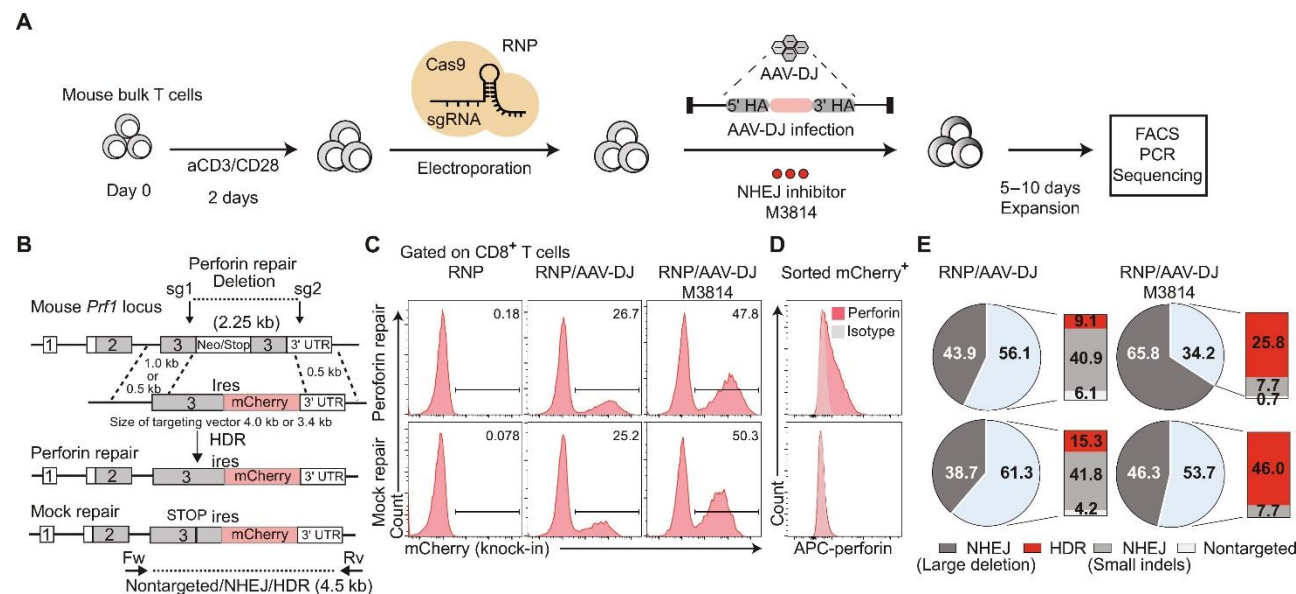 A
Mouse bulk T cells
Day 0
aCD3/CD28
2 days
Cas9
RNP
sgRNA
Electroporation
AAV-DJ
5' HA
3' HA
AAV-DJ infection
NHEJ inhibitor
M3814
5–10 days
Expansion
FACS
PCR
Sequencing
B
Perforin repair
Deletion
sg1
sg2
Mouse Prf1 locus
(2.25 kb)
1
2
3
Neo/Stop
3
3' UTR
1.0 kb
or
0.5 kb
0.5 kb
Ires
3
mCherry
3' UTR
Size of targeting vector 4.0 kb or 3.4 kb
HDR
Perforin repair
ires
1
2
3
mCherry
3' UTR
Mock repair
STOP ires
1
2
3
mCherry
3' UTR
Fw
Rv
Nontargeted/NHEJ/HDR (4.5 kb)
C
Gated on CD8+ T cells
RNP
RNP/AAV-DJ
RNP/AAV-DJ
M3814
Peroforin repair
0.18
26.7
47.8
Mock repair
0.078
25.2
50.3
Count
mCherry (knock-in)
D
Sorted mCherry+
Perforin
Isotype
Count
APC-perforin
E
RNP/AAV-DJ
RNP/AAV-DJ
M3814
43.9
56.1
9.1
40.9
6.1
65.8
34.2
25.8
7.7
0.7
38.7
61.3
15.3
41.8
4.2
46.3
53.7
46.0
7.7
NHEJ
(Large deletion)
HDR
NHEJ
(Small indels)
Nontargeted